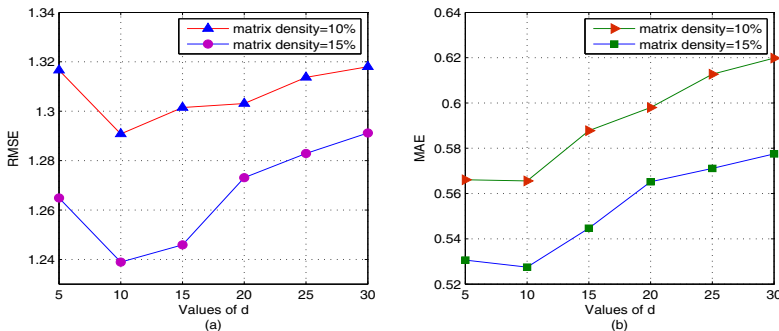 matrix density=10%
matrix density=15%
RMSE
1.34
1.32
1.3
1.28
1.26
1.24
5 10 15 20 25 30
Values of d
(a)
matrix density=10%
matrix density=15%
MAE
0.64
0.62
0.6
0.58
0.56
0.54
0.52
5 10 15 20 25 30
Values of d
(b)